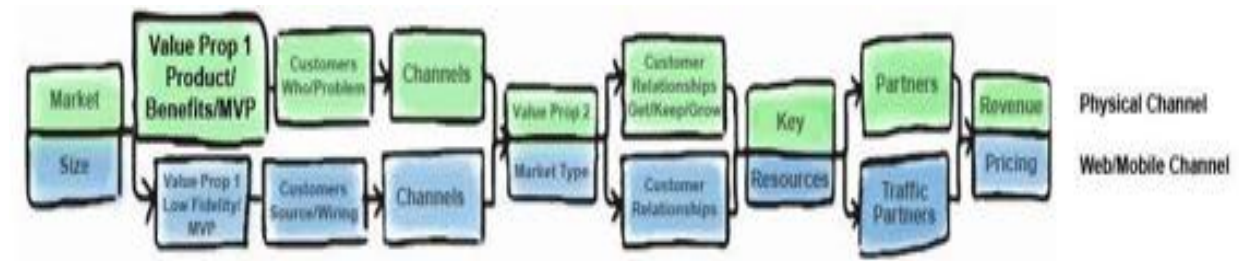 Market
Size
Value Prop 1
Product/
Benefits/MVP
Value Prop 1
Low Fidelity/
MVP
Customers
Who/Problem
Customers
Source/Wiring
Channels
Channels
Value Prop 2
Market Type
Customer
Relationships
Get/Keep/Grow
Customer
Relationships
Key
Resources
Partners
Traffic
Partners
Revenue
Pricing
Physical Channel
Web/Mobile Channel